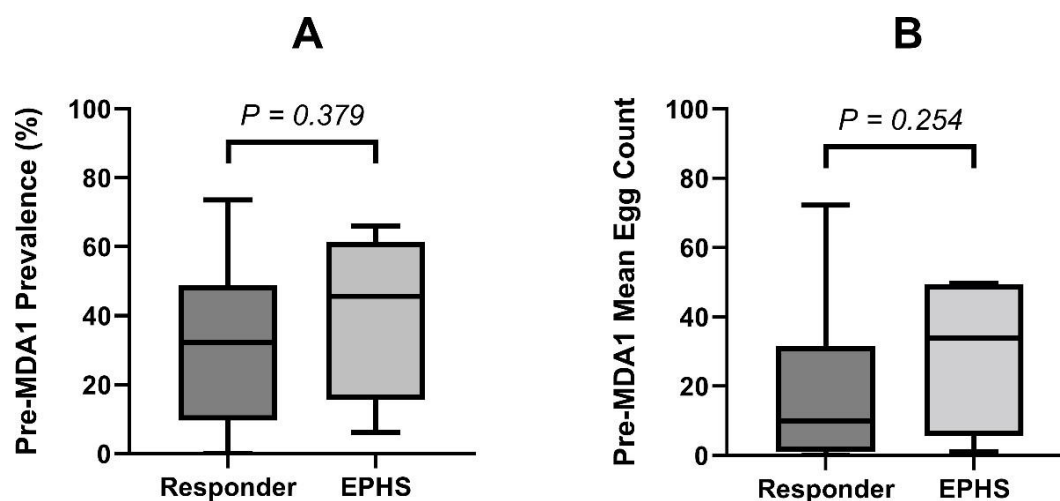 A
Pre-MDA1 Prevalence (%)
100
80
60
40
20
0
P = 0.379
Responder
EPHS
B
Pre-MDA1 Mean Egg Count
100
80
60
40
20
0
P = 0.254
Responder
EPHS